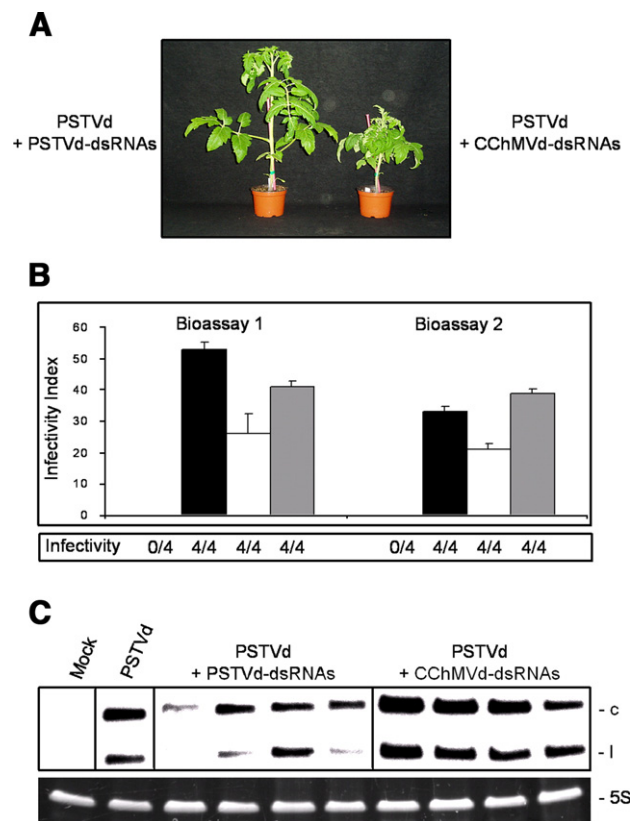 A
PSTVd
+ PSTVd-dsRNAs
PSTVd
+ CChMVd-dsRNAs
B
Bioassay 1
Bioassay 2
Infectivity Index
60
50
40
30
20
10
0
Infectivity 0/4 4/4 4/4 4/4 0/4 4/4 4/4 4/4
C
Mock
PSTVd
PSTVd
+ PSTVd-dsRNAs
PSTVd
+ CChMVd-dsRNAs
- c
- l
- 5S